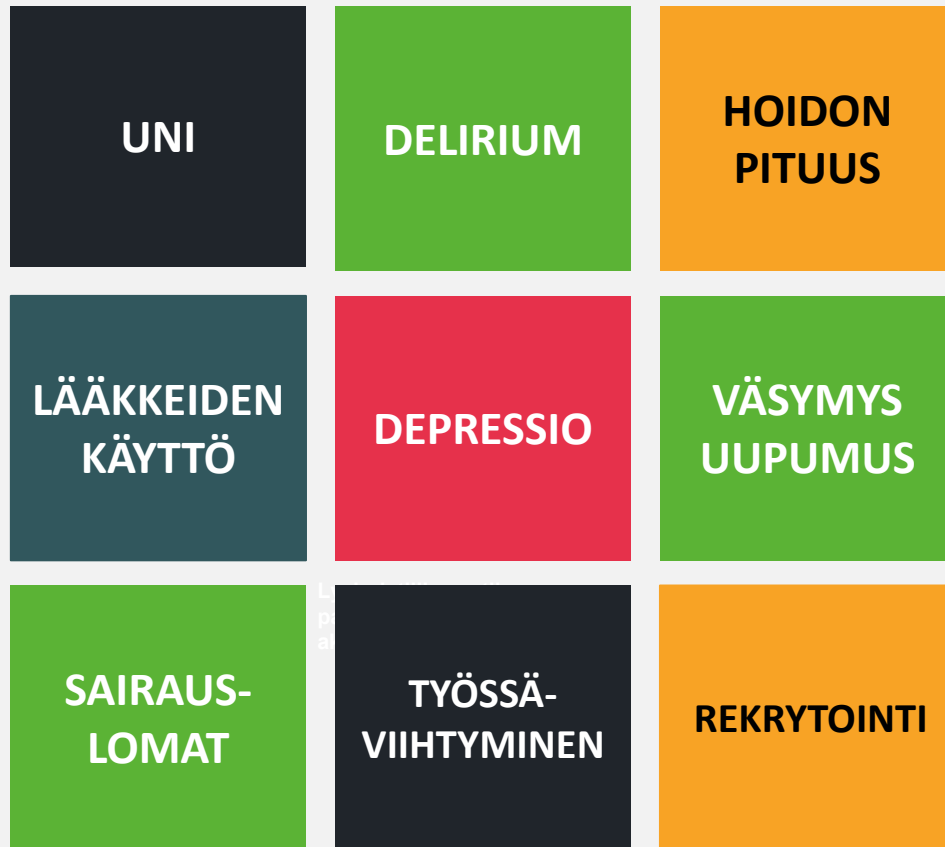 UNI
DELIRIUM
HOIDON
PITUUS
LÄÄKKEIDEN
KÄYTTÖ
DEPRESSIO
VÄSYMYS
UUPUMUS
SAIRAUS-
LOMAT
TYÖSSÄ-
VIIHTYMINEN
REKRYTOINTI